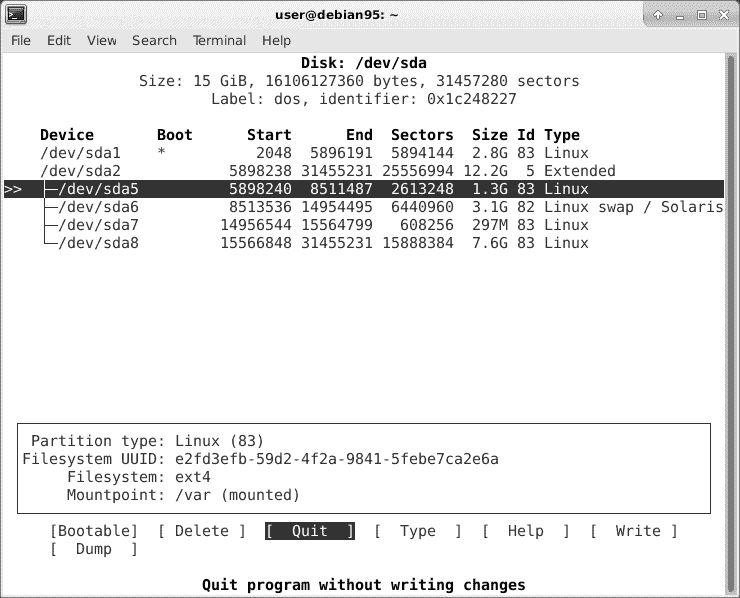 user@debian95: ~
File Edit View Search Terminal Help
Disk: /dev/sda
Size: 15 GiB, 16106127360 bytes, 31457280 sectors
Label: dos, identifier: 0x1c248227
Device Boot Start End Sectors Size Id Type
/dev/sda1 * 2048 5896191 5894144 2.8G 83 Linux
/dev/sda2 5898238 31455231 25556994 12.2G 5 Extended
>> ├─/dev/sda5 5898240 8511487 2613248 1.3G 83 Linux
├─/dev/sda6 8513536 14954495 6440960 3.1G 82 Linux swap / Solaris
├─/dev/sda7 14956544 15564799 608256 297M 83 Linux
└─/dev/sda8 15566848 31455231 15888384 7.6G 83 Linux
Partition type: Linux (83)
Filesystem UUID: e2fd3efb-59d2-4f2a-9841-5febe7ca2e6a
Filesystem: ext4
Mountpoint: /var (mounted)
[Bootable] [ Delete ] [ Quit ] [ Type ] [ Help ] [ Write ]
[ Dump ]
Quit program without writing changes